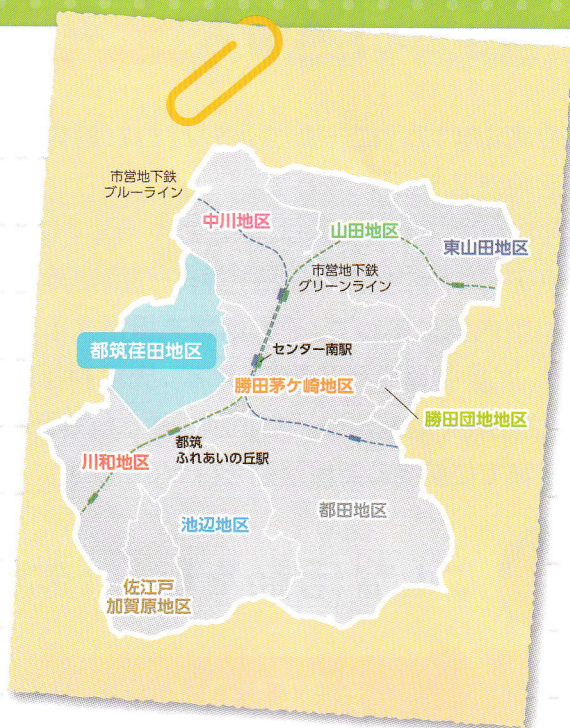 市営地下鉄
ブルーライン
中川地区
山田地区
東山田地区
市営地下鉄
グリーンライン
都筑荏田地区
センター南駅
勝田茅ケ崎地区
勝田団地地区
川和地区
都筑
ふれあいの丘駅
池辺地区
都田地区
佐江戸
加賀原地区